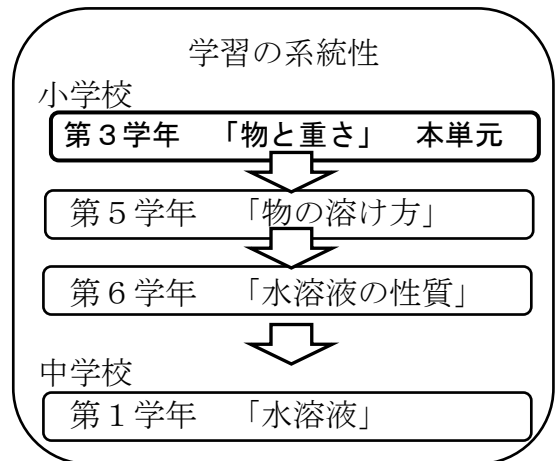 学習の系統性
小学校
第３学年　「物と重さ」　本単元
第５学年　「物の溶け方」
第６学年　「水溶液の性質」
中学校
第１学年　「水溶液」